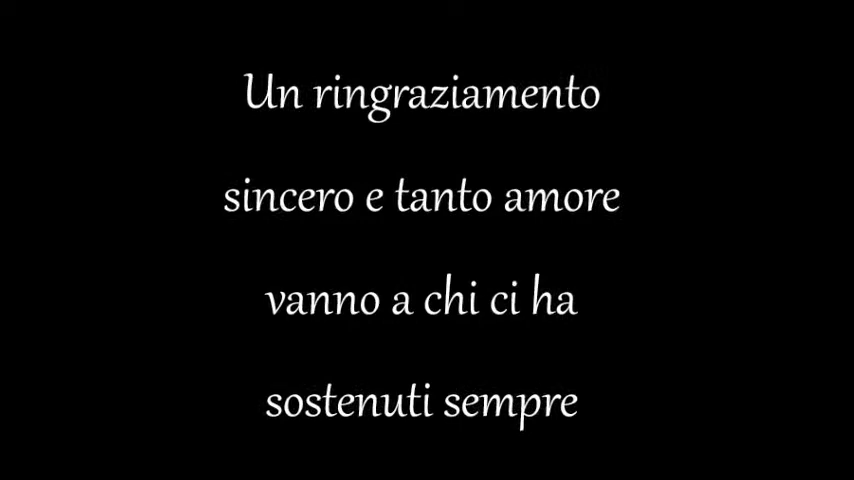 Un ringraziamento
sincero e tanto amore
vanno a chi ci ha
sostenuti sempre